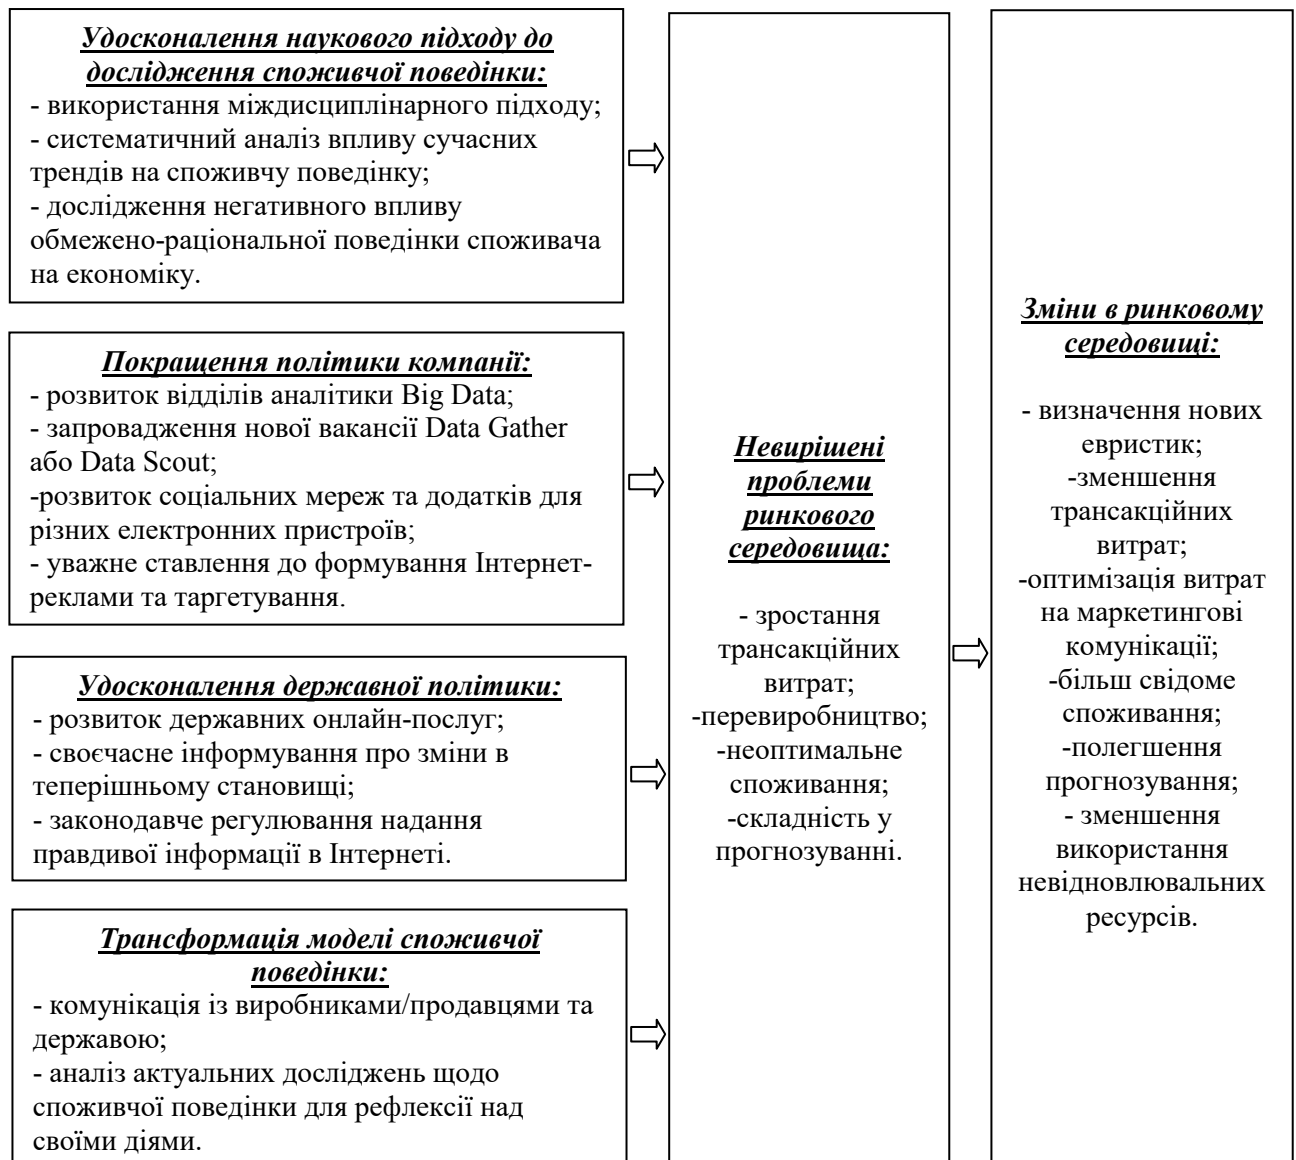 Удосконалення наукового підходу до
дослідження споживчої поведінки:
- використання міждисциплінарного підходу;
- систематичний аналіз впливу сучасних
трендів на споживчу поведінку;
- дослідження негативного впливу
обмежено-раціональної поведінки споживача
на економіку.
Покращення політики компанії:
- розвиток відділів аналітики Big Data;
- запровадження нової вакансії Data Gather
або Data Scout;
-розвиток соціальних мереж та додатків для
різних електронних пристроїв;
- уважне ставлення до формування Інтернет-
реклами та таргетування.
Удосконалення державної політики:
- розвиток державних онлайн-послуг;
- своєчасне інформування про зміни в
теперішньому становищі;
- законодавче регулювання надання
правдивої інформації в Інтернеті.
Трансформація моделі споживчої
поведінки:
- комунікація із виробниками/продавцями та
державою;
- аналіз актуальних досліджень щодо
споживчої поведінки для рефлексії над
своїми діями.
Невирішені
проблеми
ринкового
середовища:
- зростання
трансакційних
витрат;
-перевиробництво;
-неоптимальне
споживання;
-складність у
прогнозуванні.
Зміни в ринковому
середовищі:
- визначення нових
евристик;
-зменшення
трансакційних
витрат;
-оптимізація витрат
на маркетингові
комунікації;
-більш свідоме
споживання;
-полегшення
прогнозування;
- зменшення
використання
невідновлювальних
ресурсів.